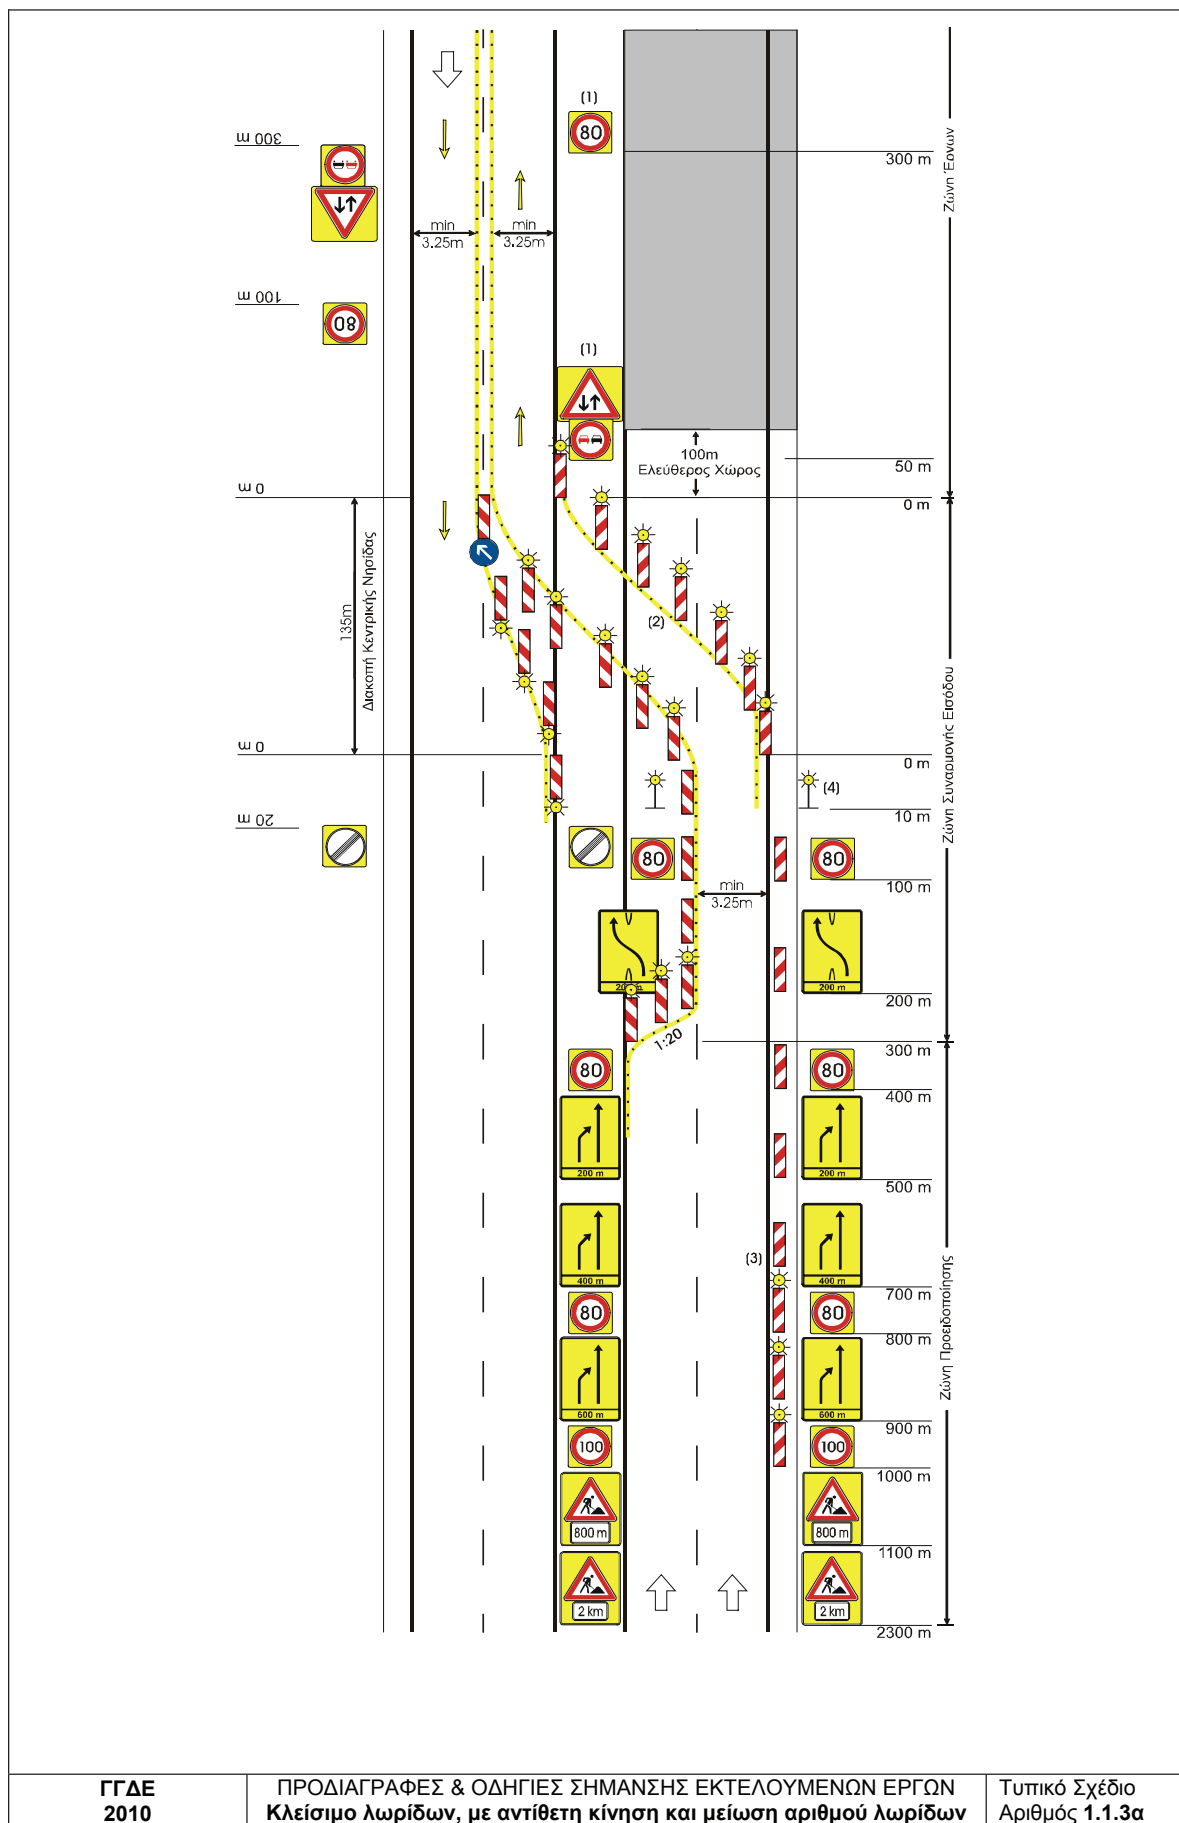 (1)
80
300 m
300 m
Ζώνη Έργων
min
3.25m
min
3.25m
100 m
80
(1)
100m
Ελεύθερος Χώρος
50 m
0 m
0 m
135m
Διακοπή Κεντρικής Νησίδας
(2)
Ζώνη Συναρμογής Εισόδου
0 m
0 m
(4)
10 m
20 m
80
80
100 m
min
3.25m
200 m
200 m
200 m
1:20
300 m
80
80
400 m
200 m
200 m
500 m
(3)
400 m
400 m
700 m
80
80
800 m
Ζώνη Προειδοποίησης
600 m
600 m
900 m
100
100
1000 m
800 m
800 m
1100 m
2 km
2 km
2300 m
ΓΓΔΕ
2010
ΠΡΟΔΙΑΓΡΑΦΕΣ & ΟΔΗΓΙΕΣ ΣΗΜΑΝΣΗΣ ΕΚΤΕΛΟΥΜΕΝΩΝ ΕΡΓΩΝ
Κλείσιμο λωρίδων, με αντίθετη κίνηση και μείωση αριθμού λωρίδων
Τυπικό Σχέδιο
Αριθμός 1.1.3α